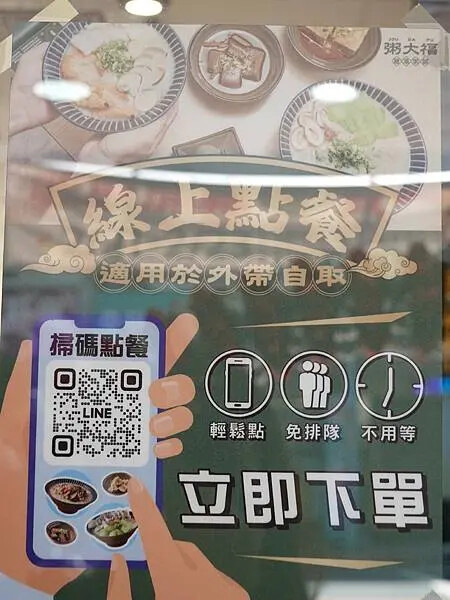 粥大福
線上點餐
適用於外帶自取
掃碼點餐
LINE
輕鬆點
免排隊
不用等
立即下單